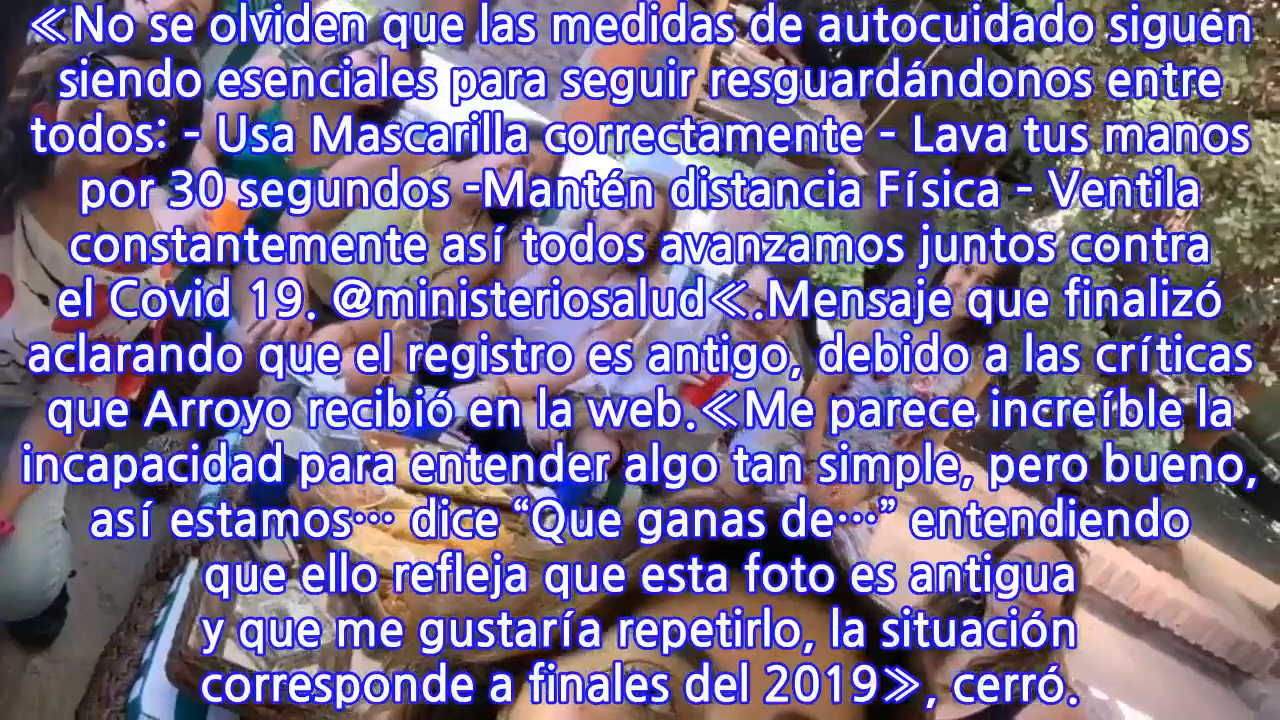 ≪No se olviden que las medidas de autocuidado siguen
siendo esenciales para seguir resguardándonos entre
todos: - Usa Mascarilla correctamente - Lava tus manos
por 30 segundos -Mantén distancia Física - Ventila
constantemente así todos avanzamos juntos contra
el Covid 19. @ministeriosalud≪.Mensaje que finalizó
aclarando que el registro es antigo, debido a las críticas
que Arroyo recibió en la web.≪Me parece increíble la
incapacidad para entender algo tan simple, pero bueno,
así estamos… dice “Que ganas de…” entendiendo
que ello refleja que esta foto es antigua
y que me gustaría repetirlo, la situación
corresponde a finales del 2019≫, cerró.